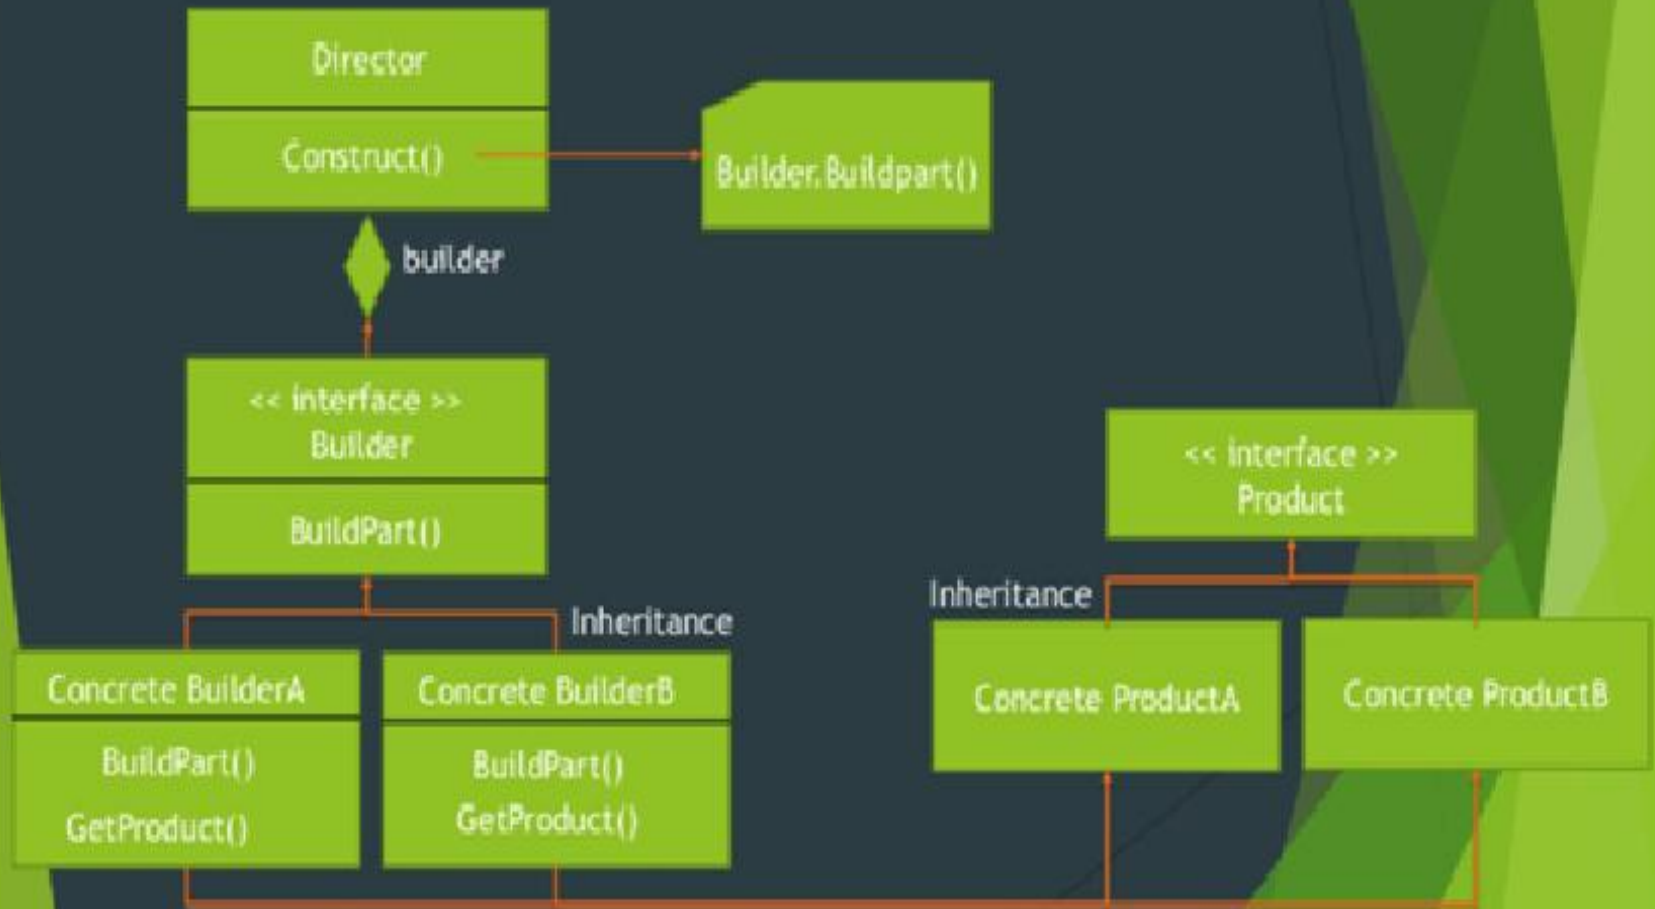 Director
Construct()
Builder.Buildpart()
builder
<< interface >>
Builder
BuildPart()
Inheritance
Concrete BuilderA
BuildPart()
GetProduct()
Concrete BuilderB
BuildPart()
GetProduct()
<< interface >>
Product
Inheritance
Concrete ProductA
Concrete ProductB